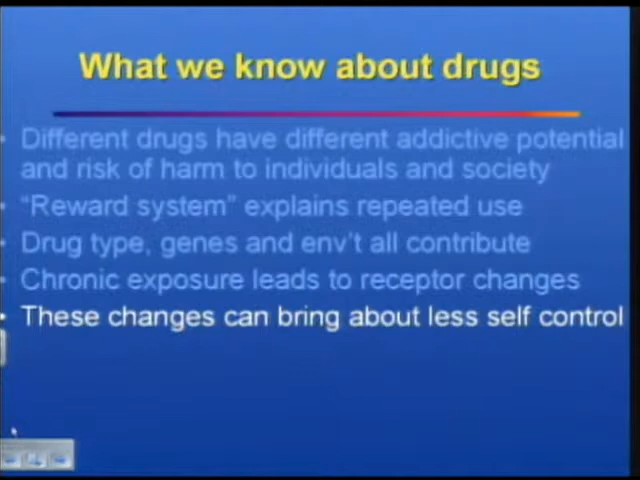 What we know about drugs
• Different drugs have different addictive potential
and risk of harm to individuals and society
• “Reward system” explains repeated use
• Drug type, genes and env’t all contribute
• Chronic exposure leads to receptor changes
• These changes can bring about less self control